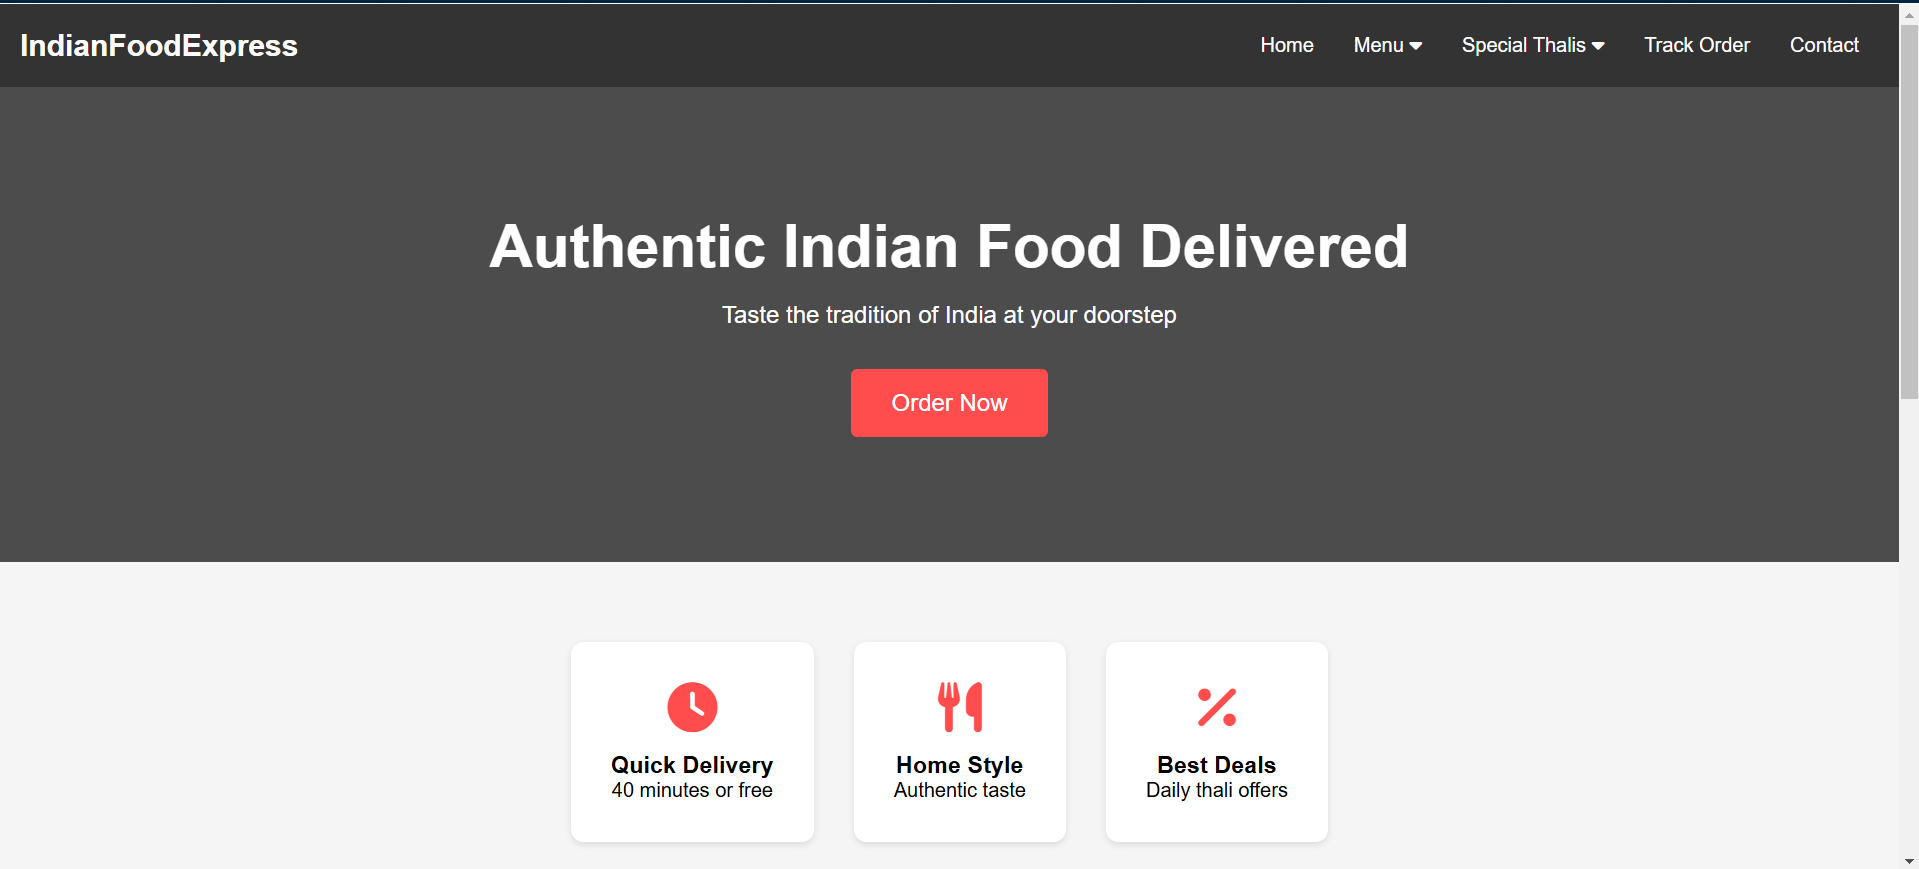 IndianFoodExpress
Home Menu Special Thalis Track Order Contact
Authentic Indian Food Delivered
Taste the tradition of India at your doorstep
Order Now
Quick Delivery
40 minutes or free
Home Style
Authentic taste
Best Deals
Daily thali offers